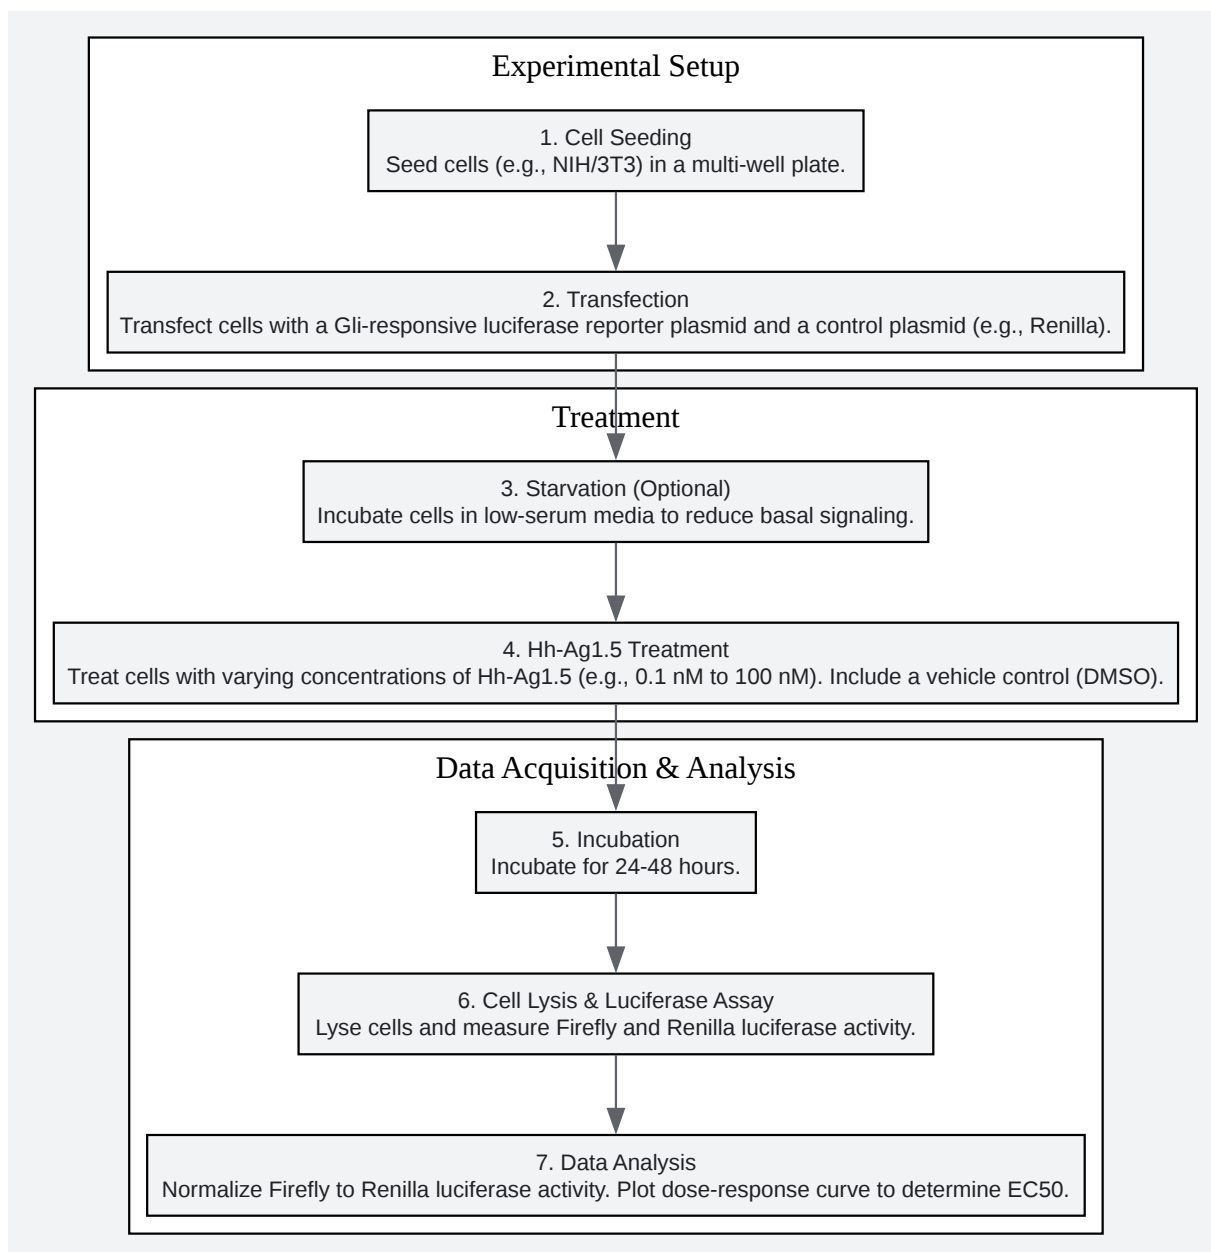 Experimental Setup
1. Cell Seeding
Seed cells (e.g., NIH/3T3) in a multi-well plate.
2. Transfection
Transfect cells with a Gli-responsive luciferase reporter plasmid and a control plasmid (e.g., Renilla).
Treatment
3. Starvation (Optional)
Incubate cells in low-serum media to reduce basal signaling.
4. Hh-Ag1.5 Treatment
Treat cells with varying concentrations of Hh-Ag1.5 (e.g., 0.1 nM to 100 nM). Include a vehicle control (DMSO).
Data Acquisition & Analysis
5. Incubation
Incubate for 24-48 hours.
6. Cell Lysis & Luciferase Assay
Lyse cells and measure Firefly and Renilla luciferase activity.
7. Data Analysis
Normalize Firefly to Renilla luciferase activity. Plot dose-response curve to determine EC50.